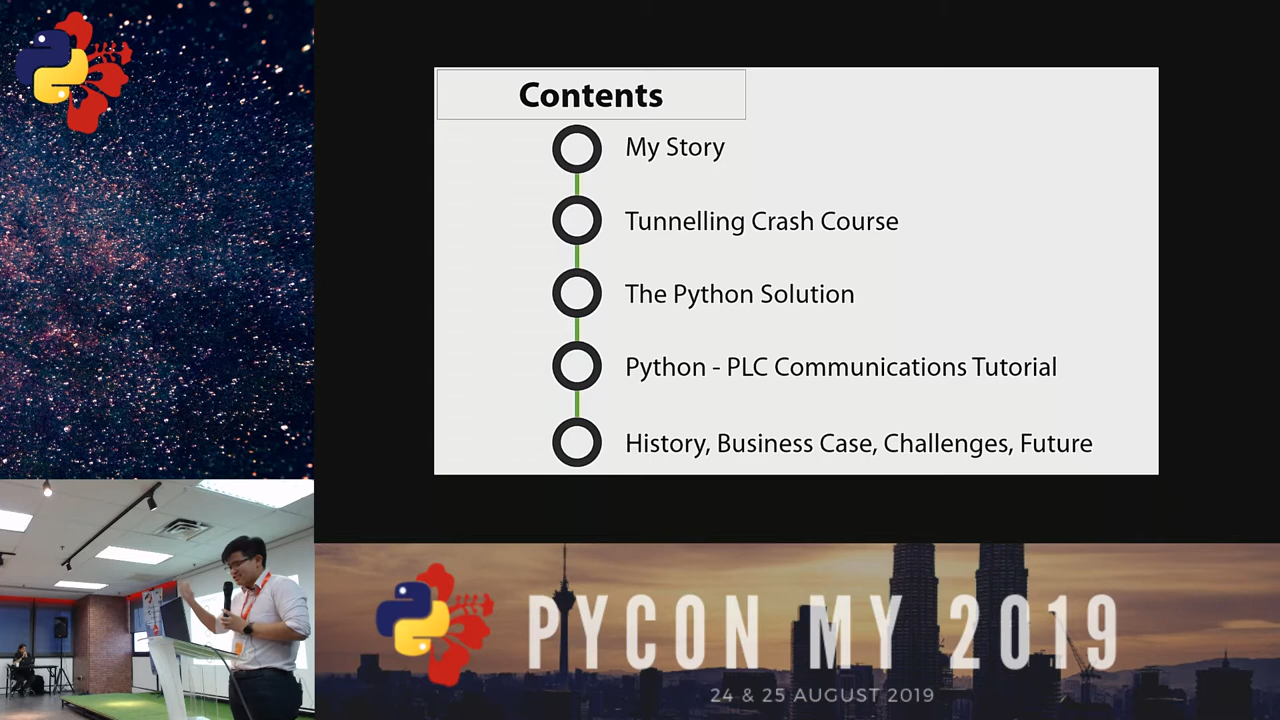 Contents
My Story
Tunnelling Crash Course
The Python Solution
Python - PLC Communications Tutorial
History, Business Case, Challenges, Future
PYCON MY 2019
24 & 25 AUGUST 2019